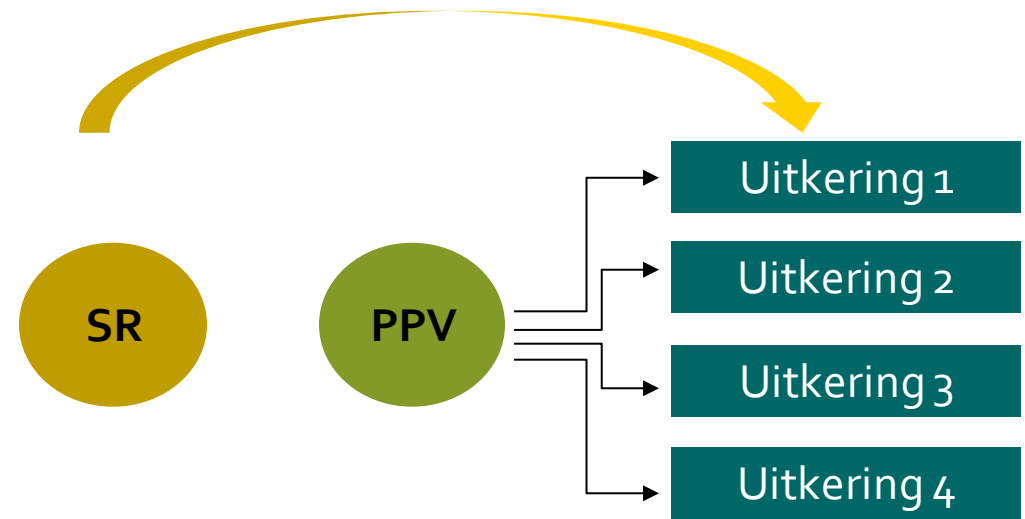 Uitkering 1
Uitkering 2
SR
PPV
Uitkering 3
Uitkering 4